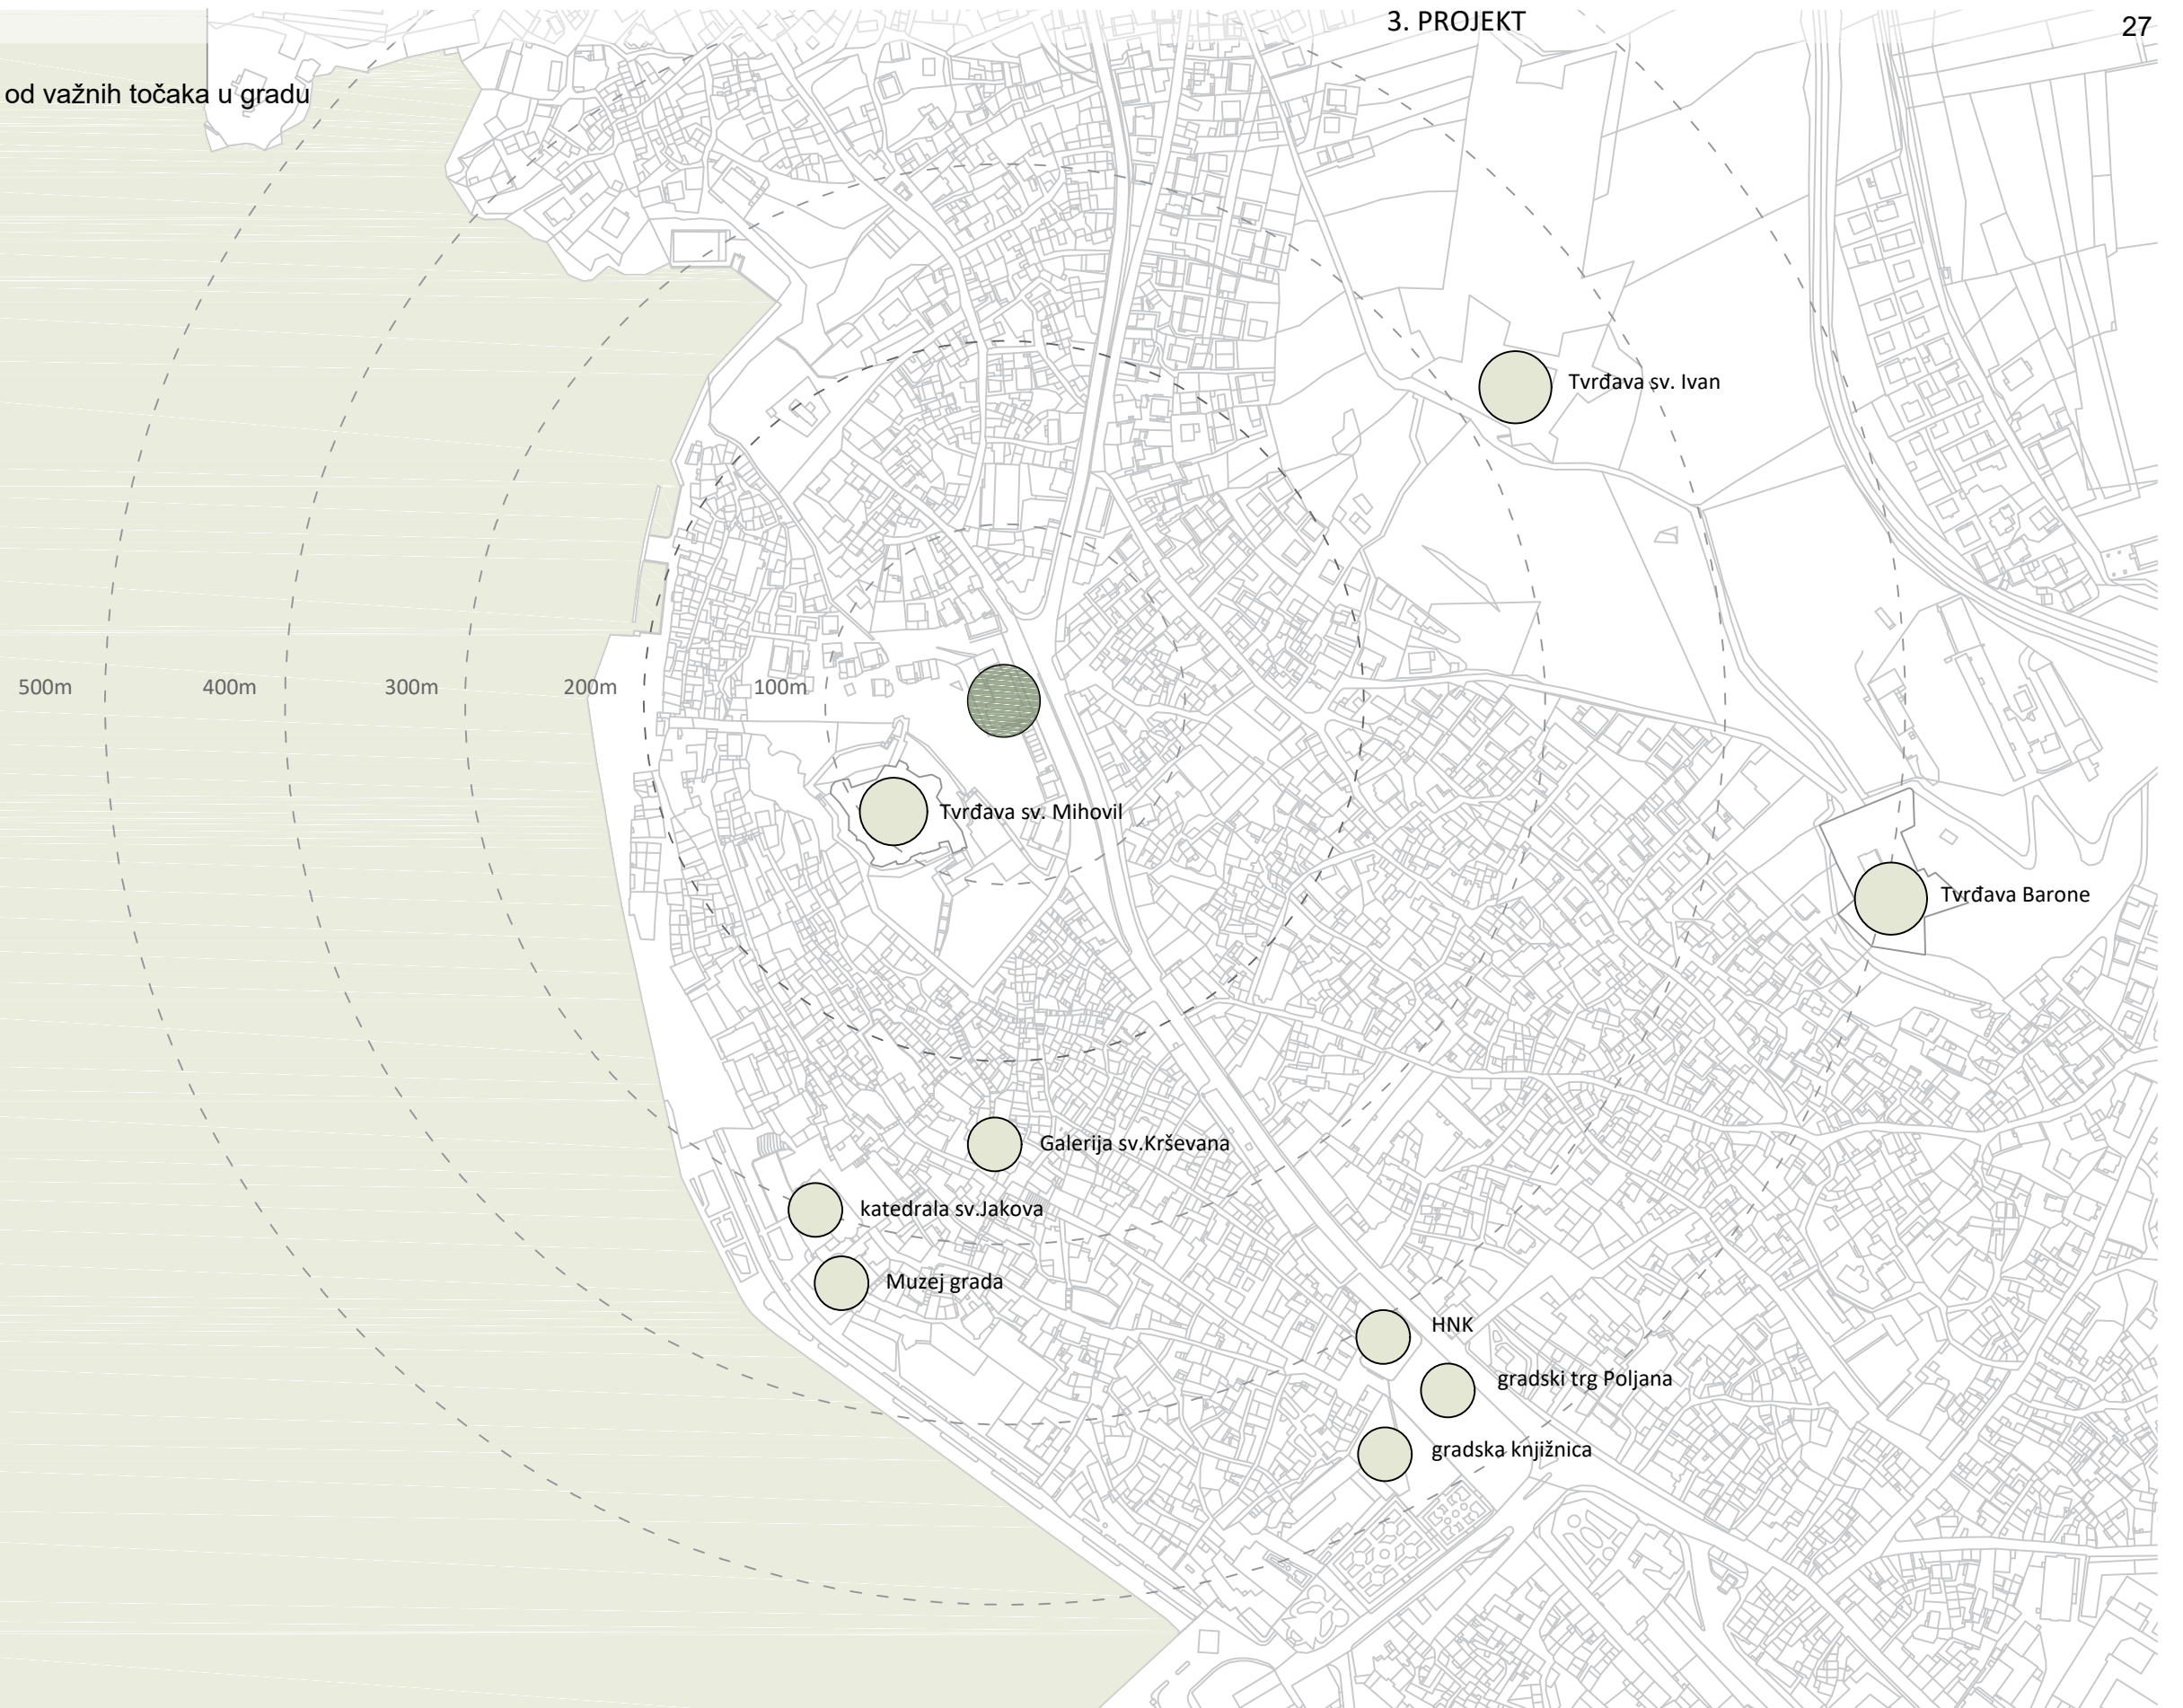 3. PROJEKT
27
od važnih točaka u gradu
Tvrđava sv. Ivan
500m
400m
300m
200m
100m
Tvrđava sv. Mihovil
Tvrđava Barone
Galerija sv.Krševana
katedrala sv.Jakova
Muzej grada
HNK
gradski trg Poljana
gradska knjižnica